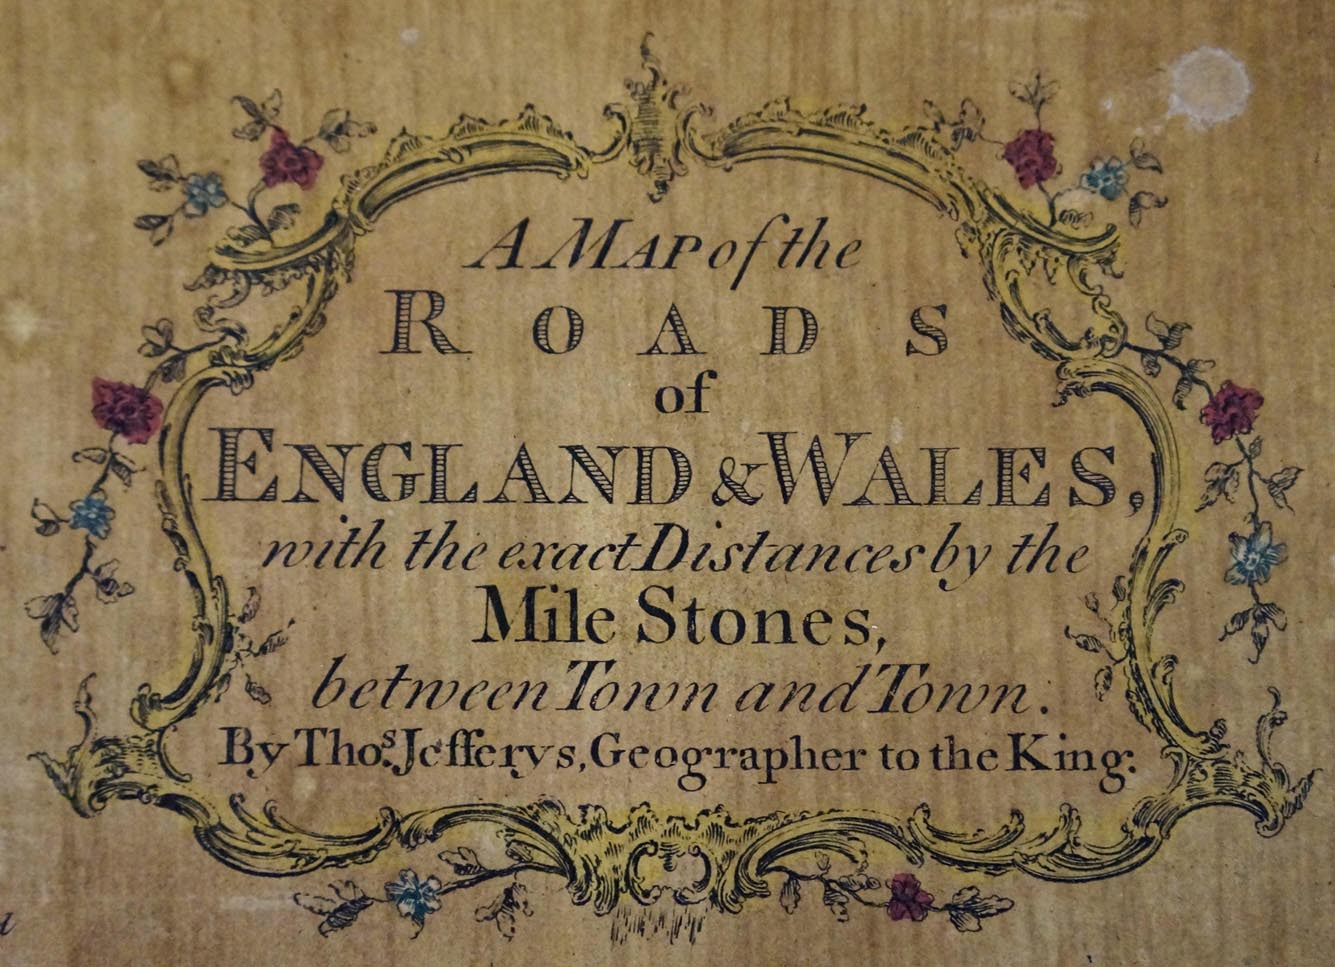 A MAP of the
ROADS
of
ENGLAND & WALES,
with the exact Distances by the
Mile Stones,
between Town and Town.
By Thos. Jefferys, Geographer to the King.